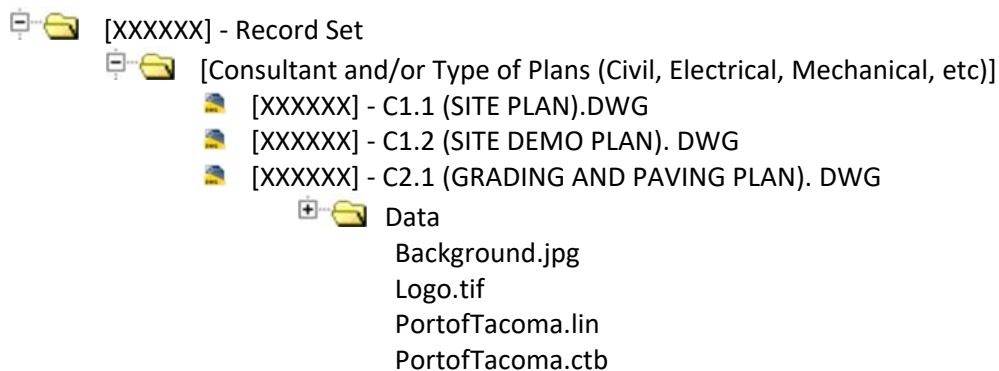 [XXXXXX] - Record Set
[Consultant and/or Type of Plans (Civil, Electrical, Mechanical, etc)]
[XXXXXX] - C1.1 (SITE PLAN).DWG
[XXXXXX] - C1.2 (SITE DEMO PLAN). DWG
[XXXXXX] - C2.1 (GRADING AND PAVING PLAN). DWG
Data
Background.jpg
Logo.tif
PortofTacoma.lin
PortofTacoma.ctb